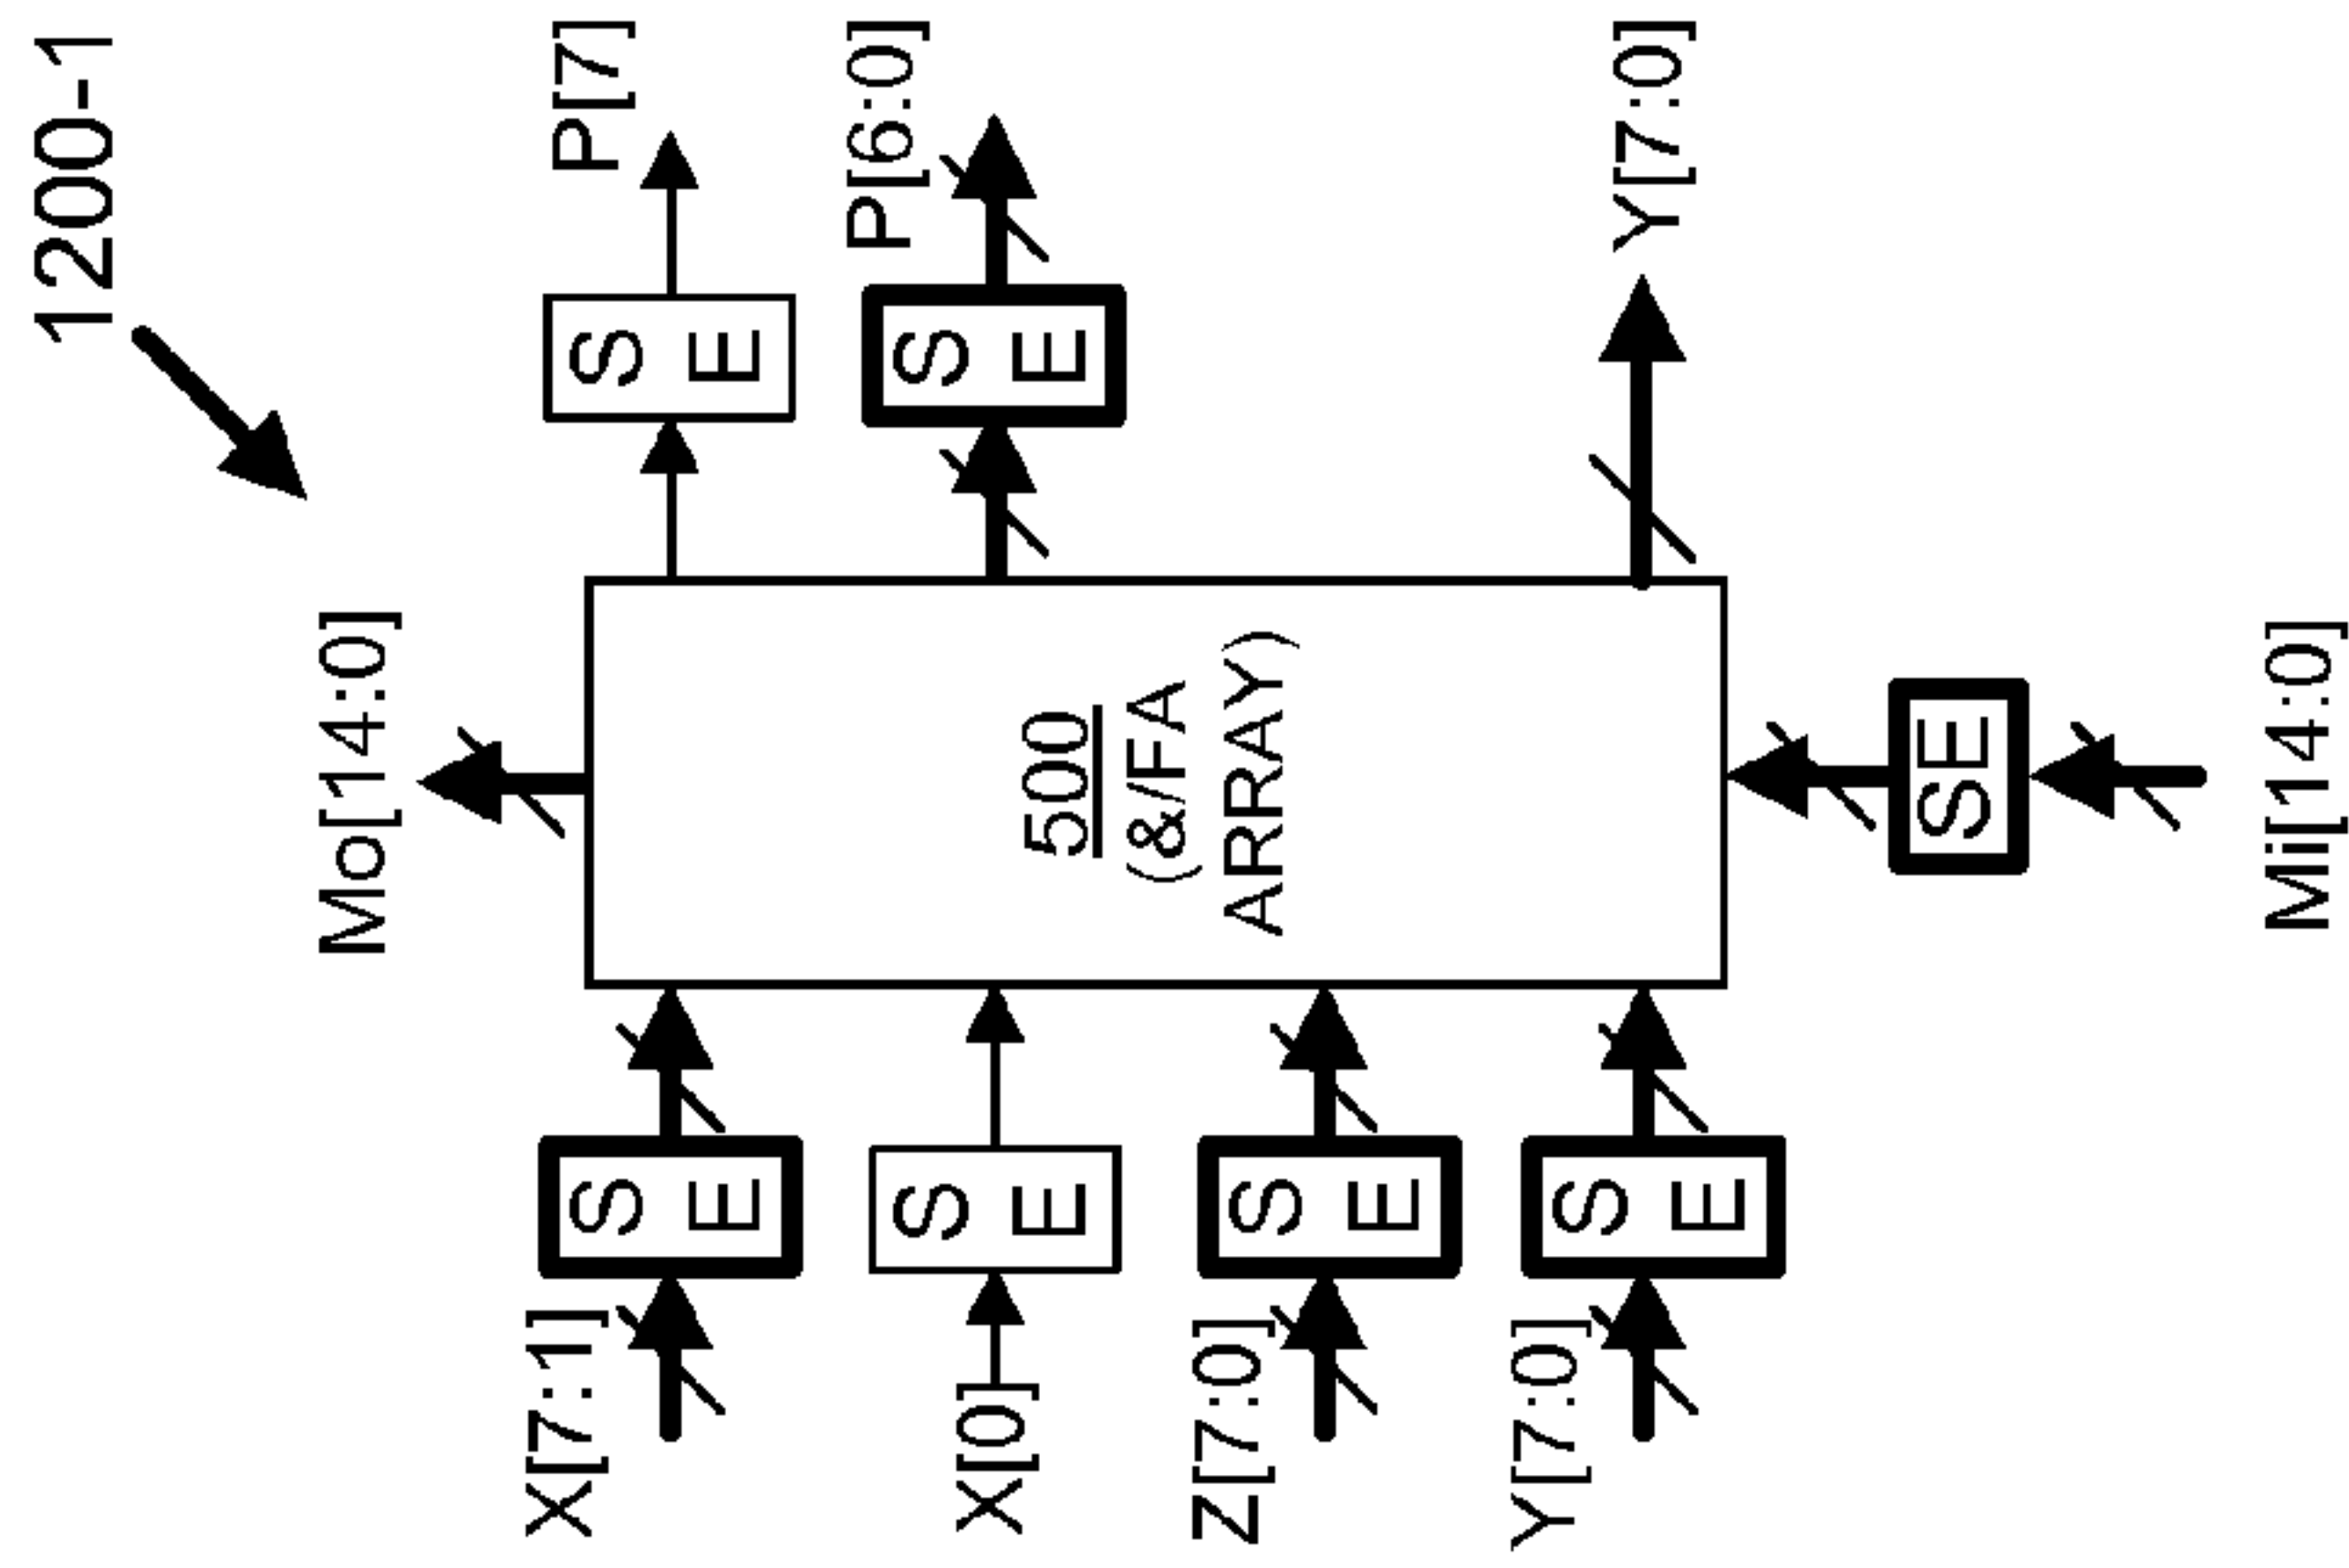 1200-1
Mo[14:0]
X[7:1]
S
E
X[0]
S
E
Z[7:0]
S
E
Y[7:0]
S
E
500
(&/FA
ARRAY)
S
E
P[7]
S
E
P[6:0]
Y[7:0]
SE
Mi[14:0]